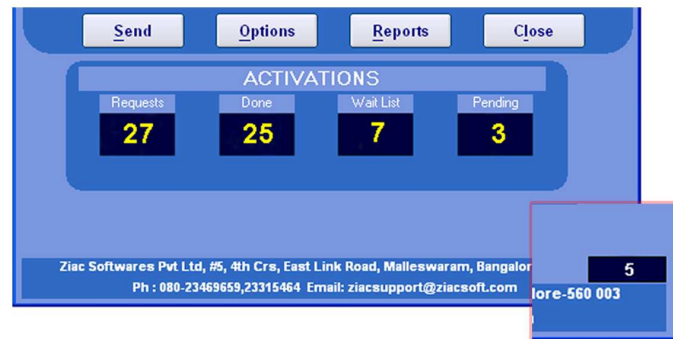 Send Options Reports Close
ACTIVATIONS
Requests Done Wait List Pending
27 25 7 3
5
Ziac Softwares Pvt Ltd, #5, 4th Crs, East Link Road, Malleswaram, Bangalor
lore-560 003
Ph : 080-23469659,23315464 Email: ziacsupport@ziacsoft.com